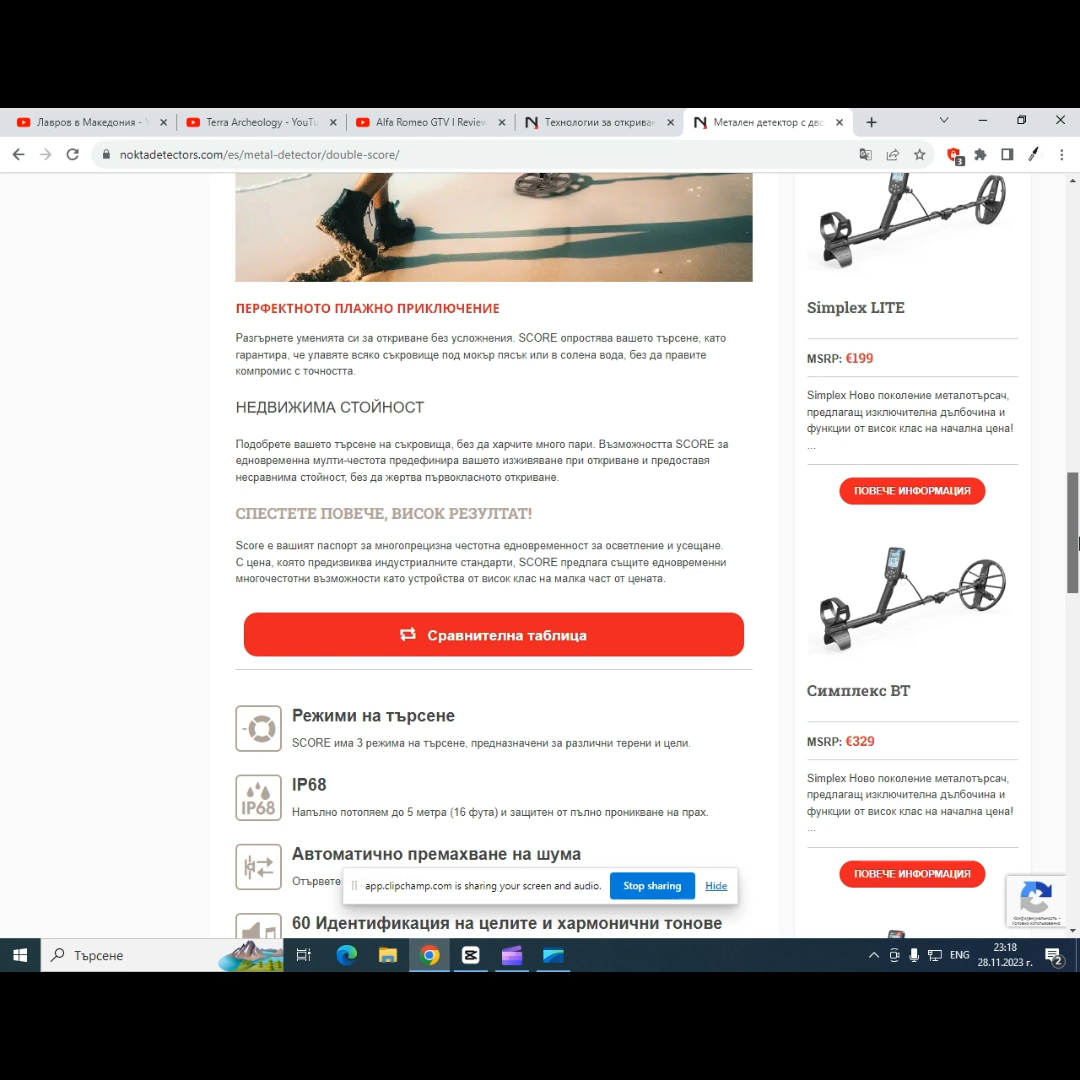 Лавров в Македония -
Terra Archeology - YouTu
Alfa Romeo GTV I Review
Технологии за откриван
Метален детектор с дво
noktadetectors.com/es/metal-detector/double-score/
3
ПЕРФЕКТНОТО ПЛАЖНО ПРИКЛЮЧЕНИЕ
Разгърнете уменията си за откриване без усложнения. SCORE опростява вашето търсене, като
гарантира, че улавяте всяко съкровище под мокър пясък или в солена вода, без да правите
компромис с точността.
НЕДВИЖИМА СТОЙНОСТ
Подобрете вашето търсене на съкровища, без да харчите много пари. Възможността SCORE за
едновременна мулти-честота предефинира вашето изживяване при откриване и предоставя
несравнима стойност, без да жертва първокласното откриване.
СПЕСТЕТЕ ПОВЕЧЕ, ВИСОК РЕЗУЛТАТ!
Score е вашият паспорт за многопрецизна честотна едновременност за осветление и усещане.
С цена, която предизвиква индустриалните стандарти, SCORE предлага същите едновременни
многочестотни възможности като устройства от висок клас на малка част от цената.
Сравнителна таблица
Режими на търсене
SCORE има 3 режима на търсене, предназначени за различни терени и цели.
IP68
IP68
Напълно потопяем до 5 метра (16 фута) и защитен от пълно проникване на прах.
Автоматично премахване на шума
Отървете
60 Идентификация на целите и хармонични тонове
Simplex LITE
MSRP: €199
Simplex Ново поколение металотърсач,
предлагащ изключителна дълбочина и
функции от висок клас на начална цена!
...
ПОВЕЧЕ ИНФОРМАЦИЯ
Симплекс BT
MSRP: €329
Simplex Ново поколение металотърсач,
предлагащ изключителна дълбочина и
функции от висок клас на начална цена!
...
ПОВЕЧЕ ИНФОРМАЦИЯ
app.clipchamp.com is sharing your screen and audio.
Stop sharing
Hide
Търсене
ENG
23:18
28.11.2023 г.
2